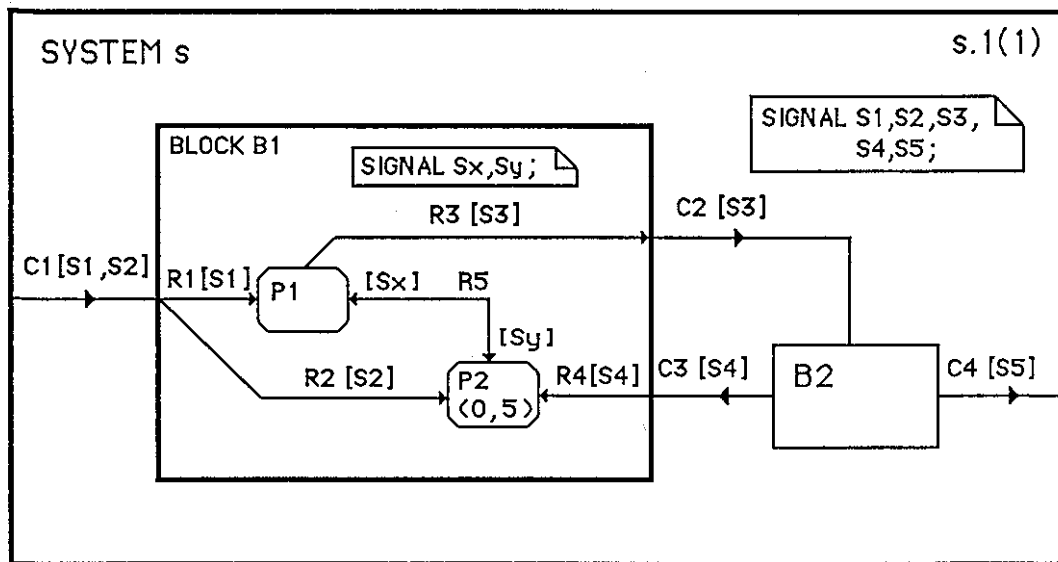 SYSTEM s
s.1(1)
SIGNAL S1,S2,S3,
S4,S5;
BLOCK B1
SIGNAL Sx,Sy;
R3 [S3]
C2 [S3]
C1[S1,S2]
R1[S1]
P1
[Sx]
R5
[Sy]
R2 [S2]
P2
(0,5)
R4[S4]
C3 [S4]
B2
C4 [S5]